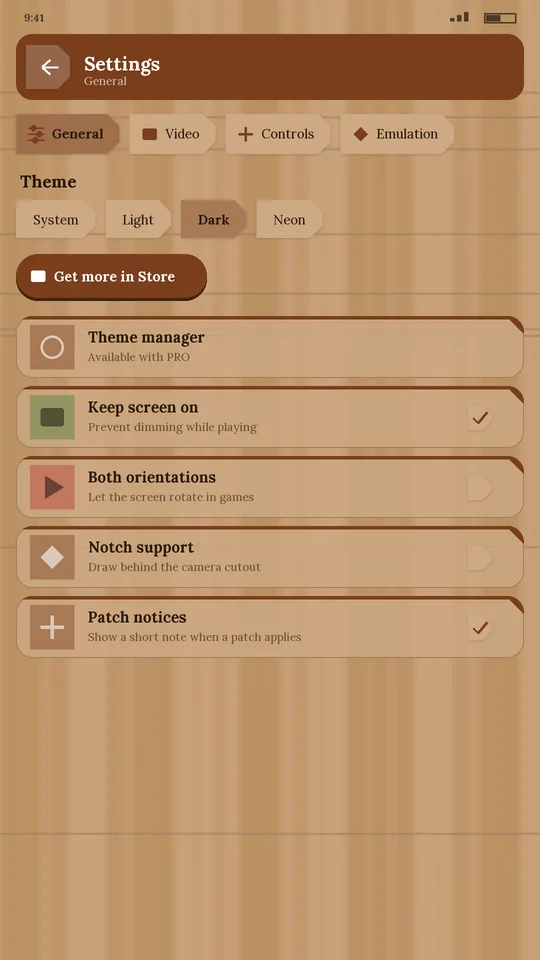 9:41
Settings
General
General
Video
Controls
Emulation
Theme
System
Light
Dark
Neon
Get more in Store
Theme manager
Available with PRO
Keep screen on
Prevent dimming while playing
Both orientations
Let the screen rotate in games
Notch support
Draw behind the camera cutout
Patch notices
Show a short note when a patch applies